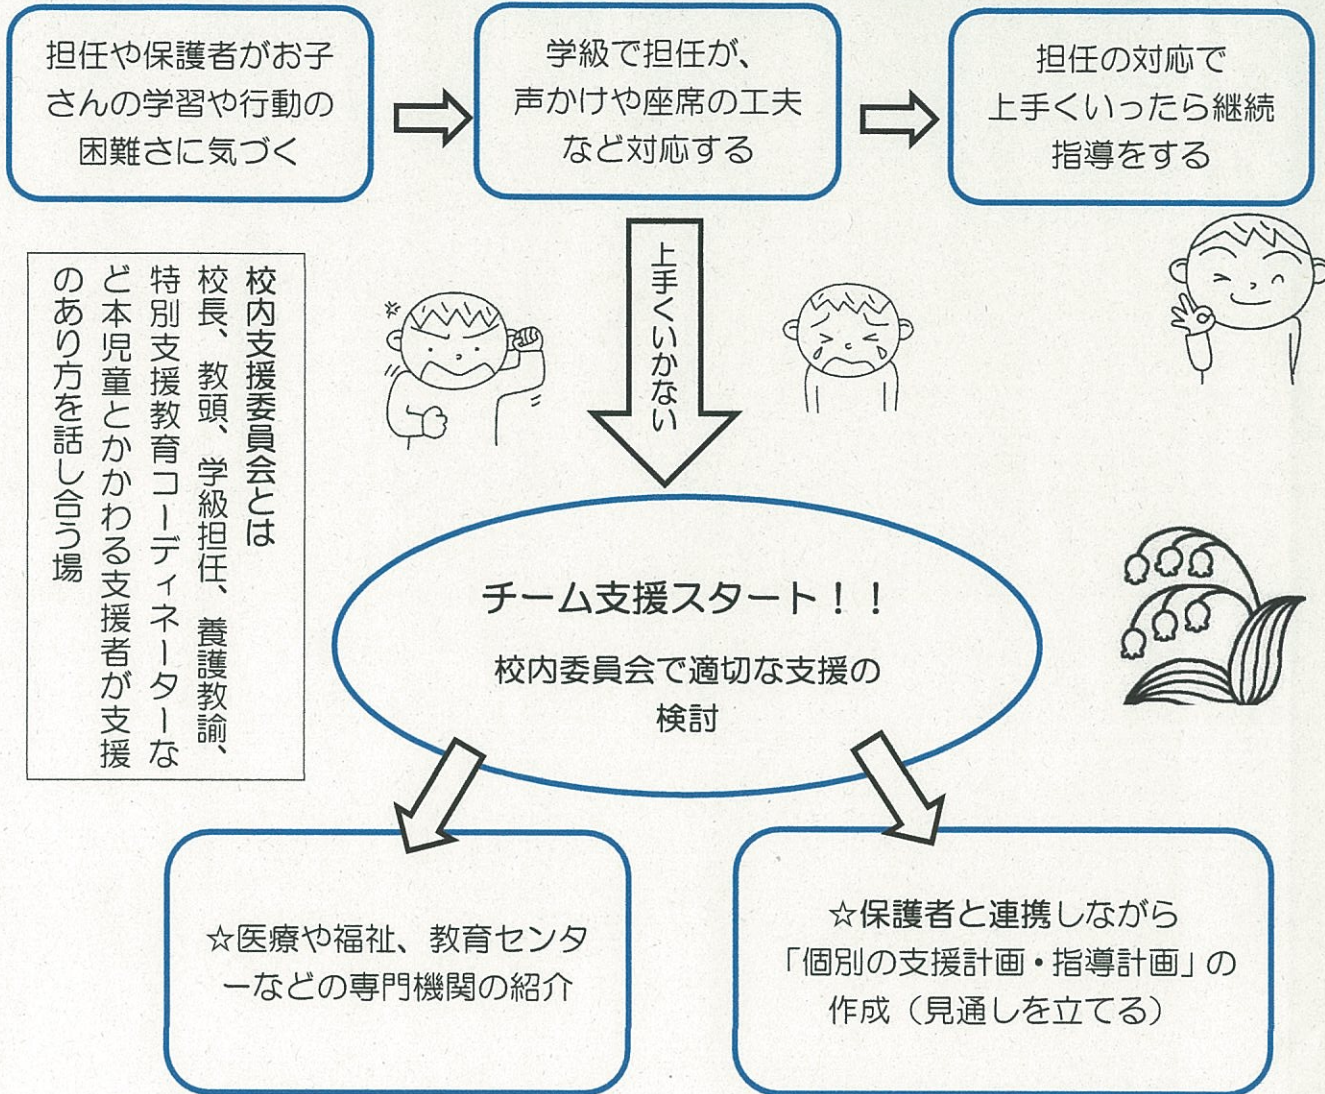 担任や保護者がお子
さんの学習や行動の
困難さに気づく
学級で担任が、
声かけや座席の工夫
など対応する
担任の対応で
上手くいったら継続
指導をする
上手くいかない
校内支援委員会とは
校長、教頭、学級担任、養護教諭、
特別支援教育コーディネーターな
ど本児童とかかわる支援者が支援
のあり方を話し合う場
チーム支援スタート！！
校内委員会で適切な支援の
検討
☆医療や福祉、教育センタ
ーなどの専門機関の紹介
☆保護者と連携しながら
「個別の支援計画・指導計画」の
作成（見通しを立てる）